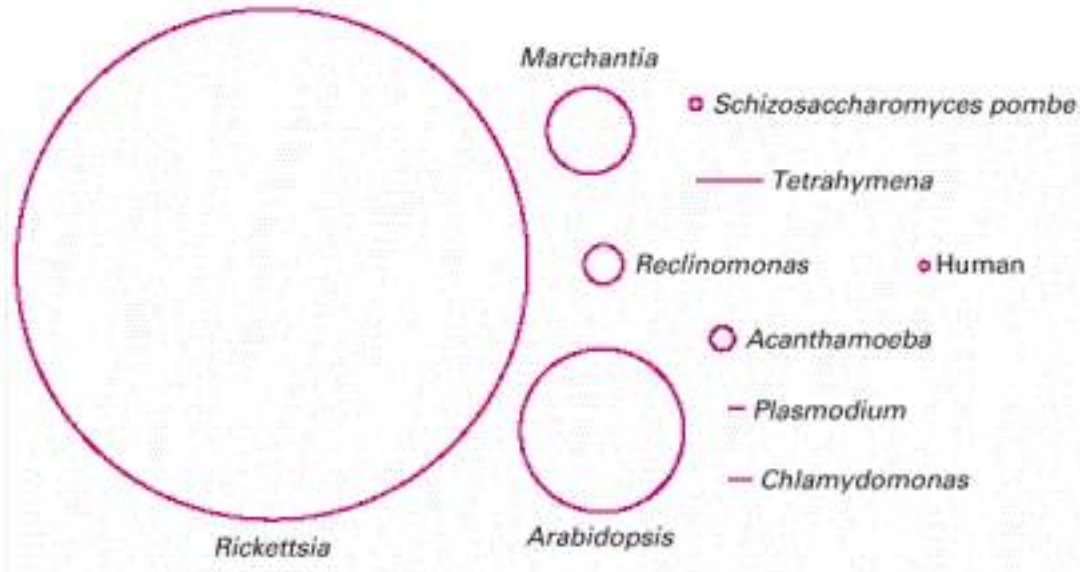 Marchantia
Schizosaccharomyces pombe
Tetrahymena
Reclinomonas
Human
Acanthamoeba
Plasmodium
Chlamydomonas
Arabidopsis
Rickettsia